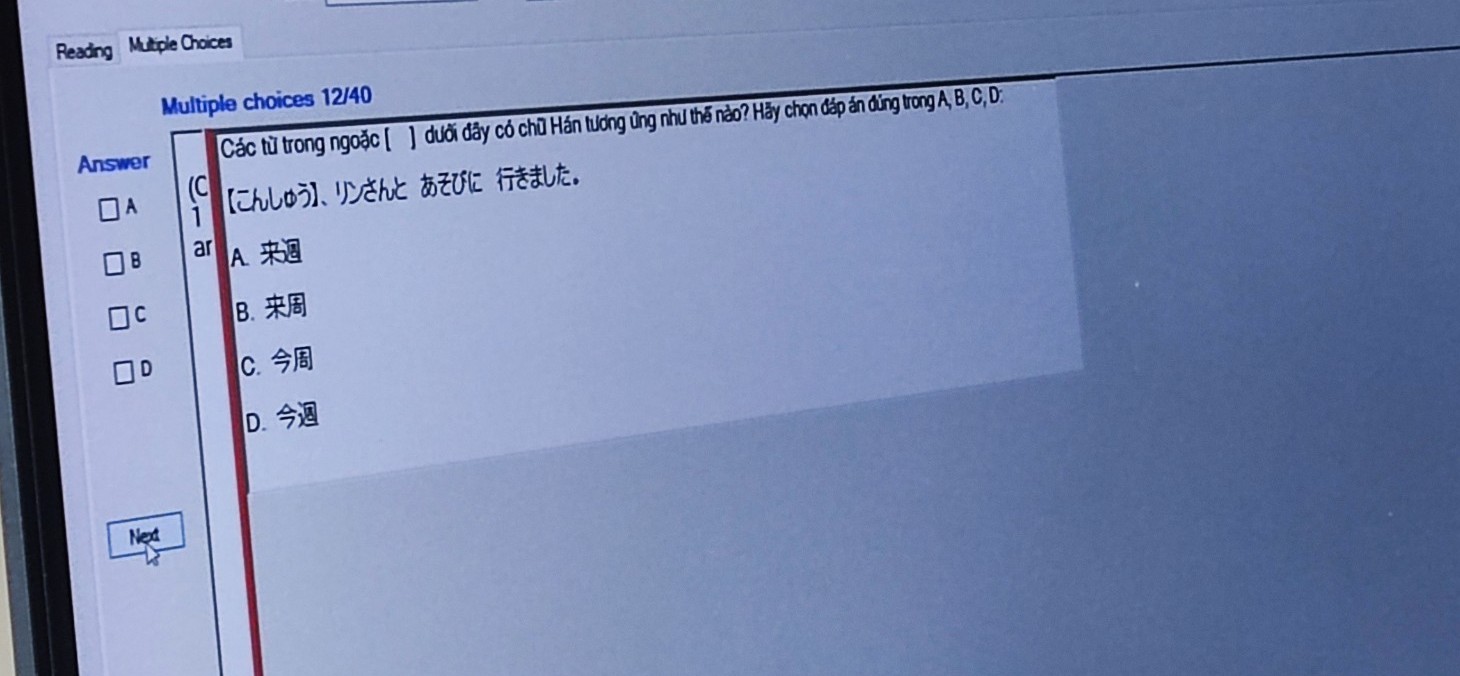 Reading Multiple Choices
Multiple choices 12/40
Answer
A
B
C
D
Next
(C
1
ar
Các từ trong ngoặc [ ] dưới đây có chữ Hán tương ứng như thế nào? Hãy chọn đáp án đúng trong A, B, C, D:
【こんしゅう】、リンさんと あそびに 行きました。
A. 来週
B. 来周
C. 今周
D. 今週